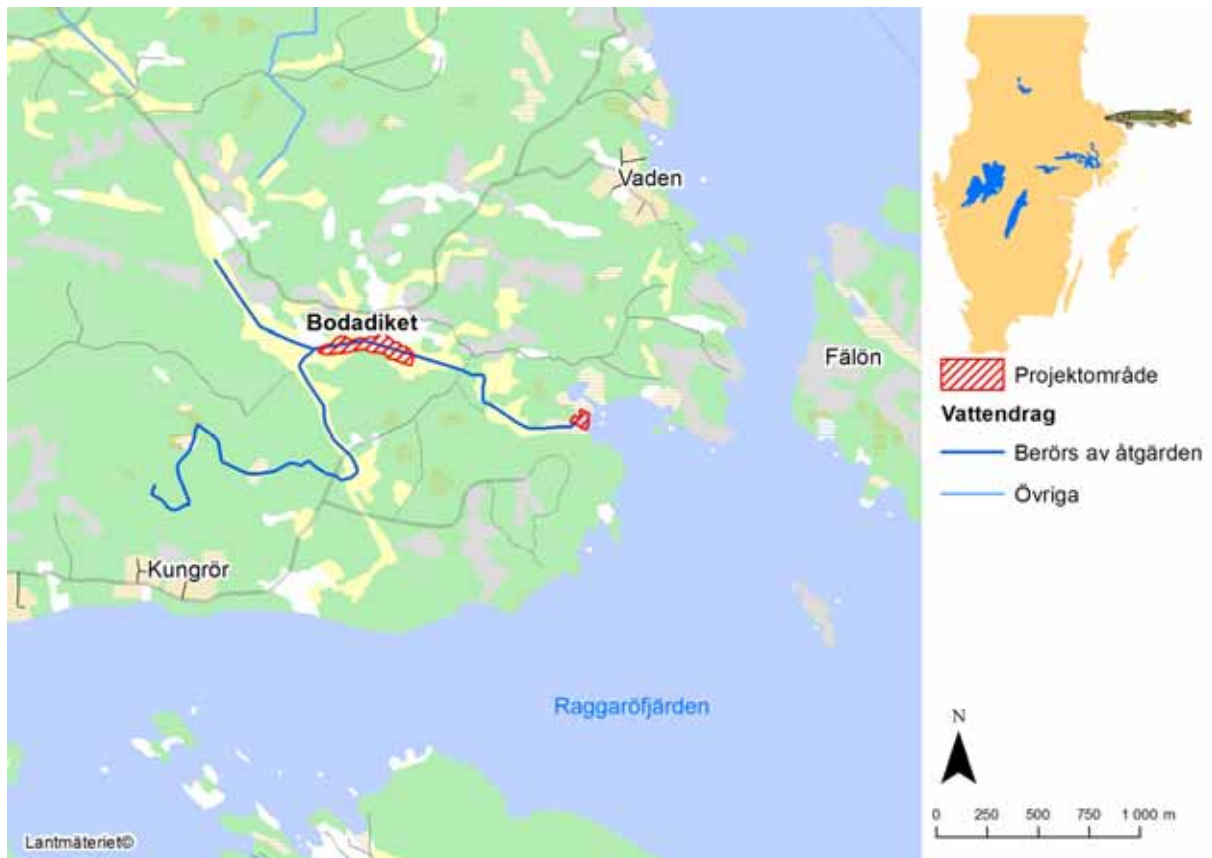 Vaden
Bodadiket
Fälön
Kungrör
Raggaröfjärden
Lantmäteriet©
Projektområde
Vattendrag
Berörs av åtgärden
Övriga
N
0 250 500 750 1 000 m